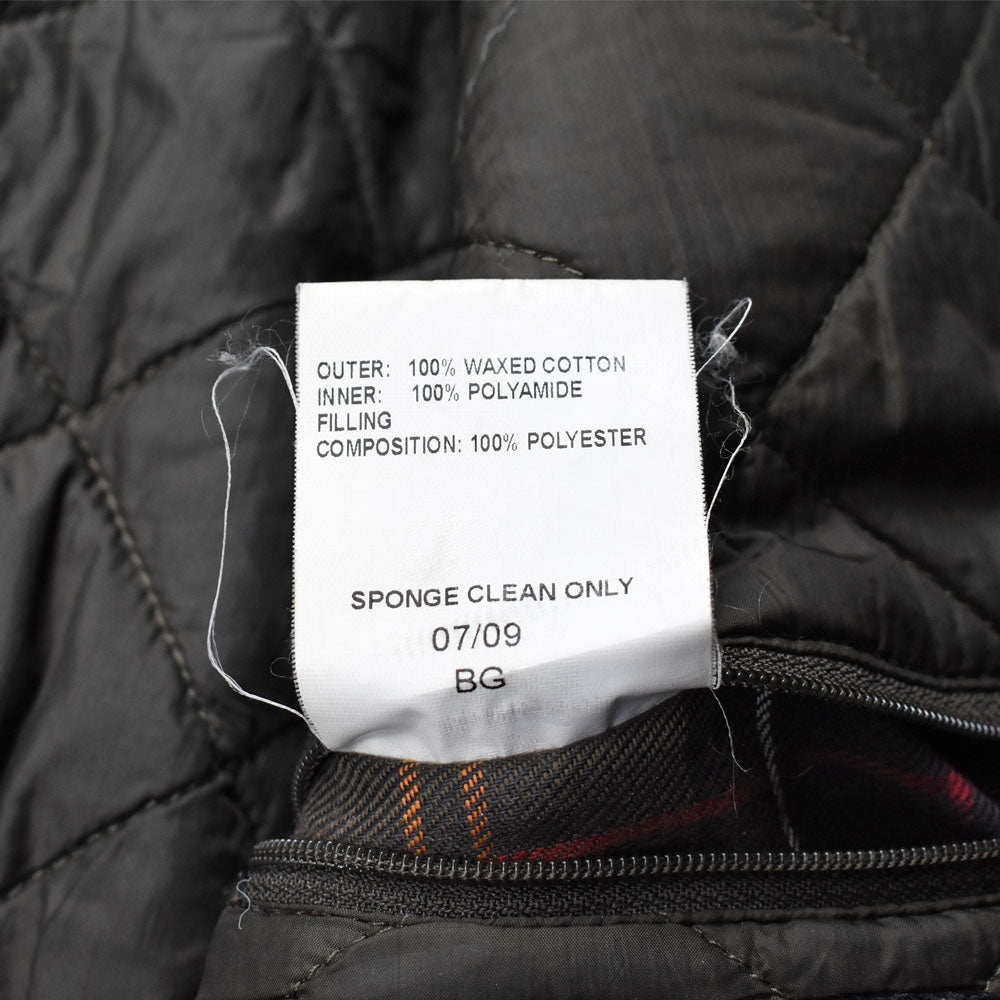 OUTER: 100% WAXED COTTON
INNER: 100% POLYAMIDE
FILLING
COMPOSITION: 100% POLYESTER
SPONGE CLEAN ONLY
07/09
BG